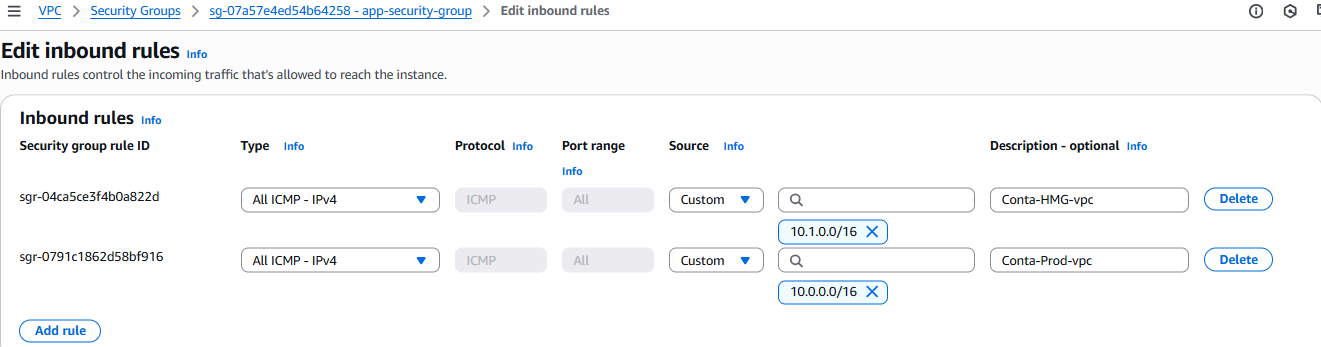 VPC > Security Groups > sg-07a57e4ed54b64258 - app-security-group > Edit inbound rules
Edit inbound rules Info
Inbound rules control the incoming traffic that's allowed to reach the instance.
Inbound rules Info
Security group rule ID Type Info Protocol Info Port range Info Source Info Description - optional Info
sgr-04ca5ce3f4b0a822d All ICMP - IPv4 ICMP All Custom Conta-HMG-vpc Delete
10.1.0.0/16
sgr-0791c1862d58bf916 All ICMP - IPv4 ICMP All Custom Conta-Prod-vpc Delete
10.0.0.0/16
Add rule